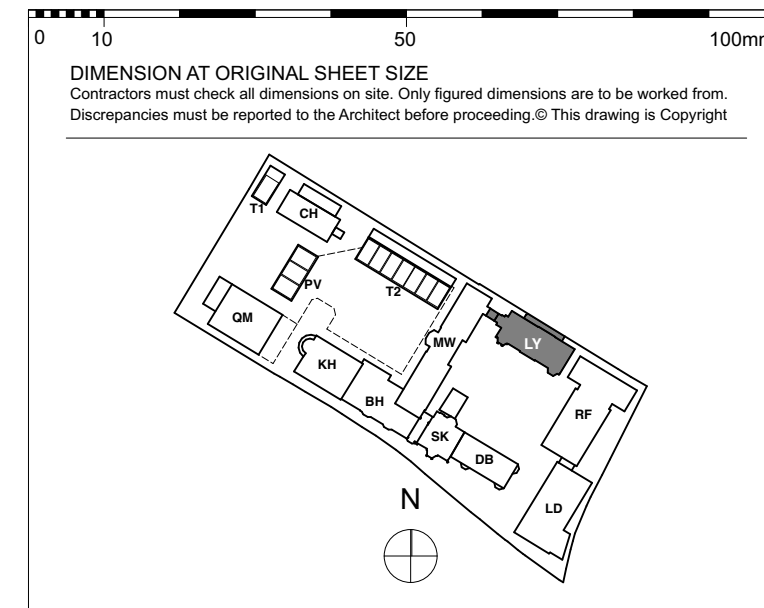 0 10 50 100mm
DIMENSION AT ORIGINAL SHEET SIZE
Contractors must check all dimensions on site. Only figured dimensions are to be worked from.
Discrepancies must be reported to the Architect before proceeding.© This drawing is Copyright
T1
CH
PV
T2
QM
MW
LY
KH
BH
RF
SK
DB
LD
N